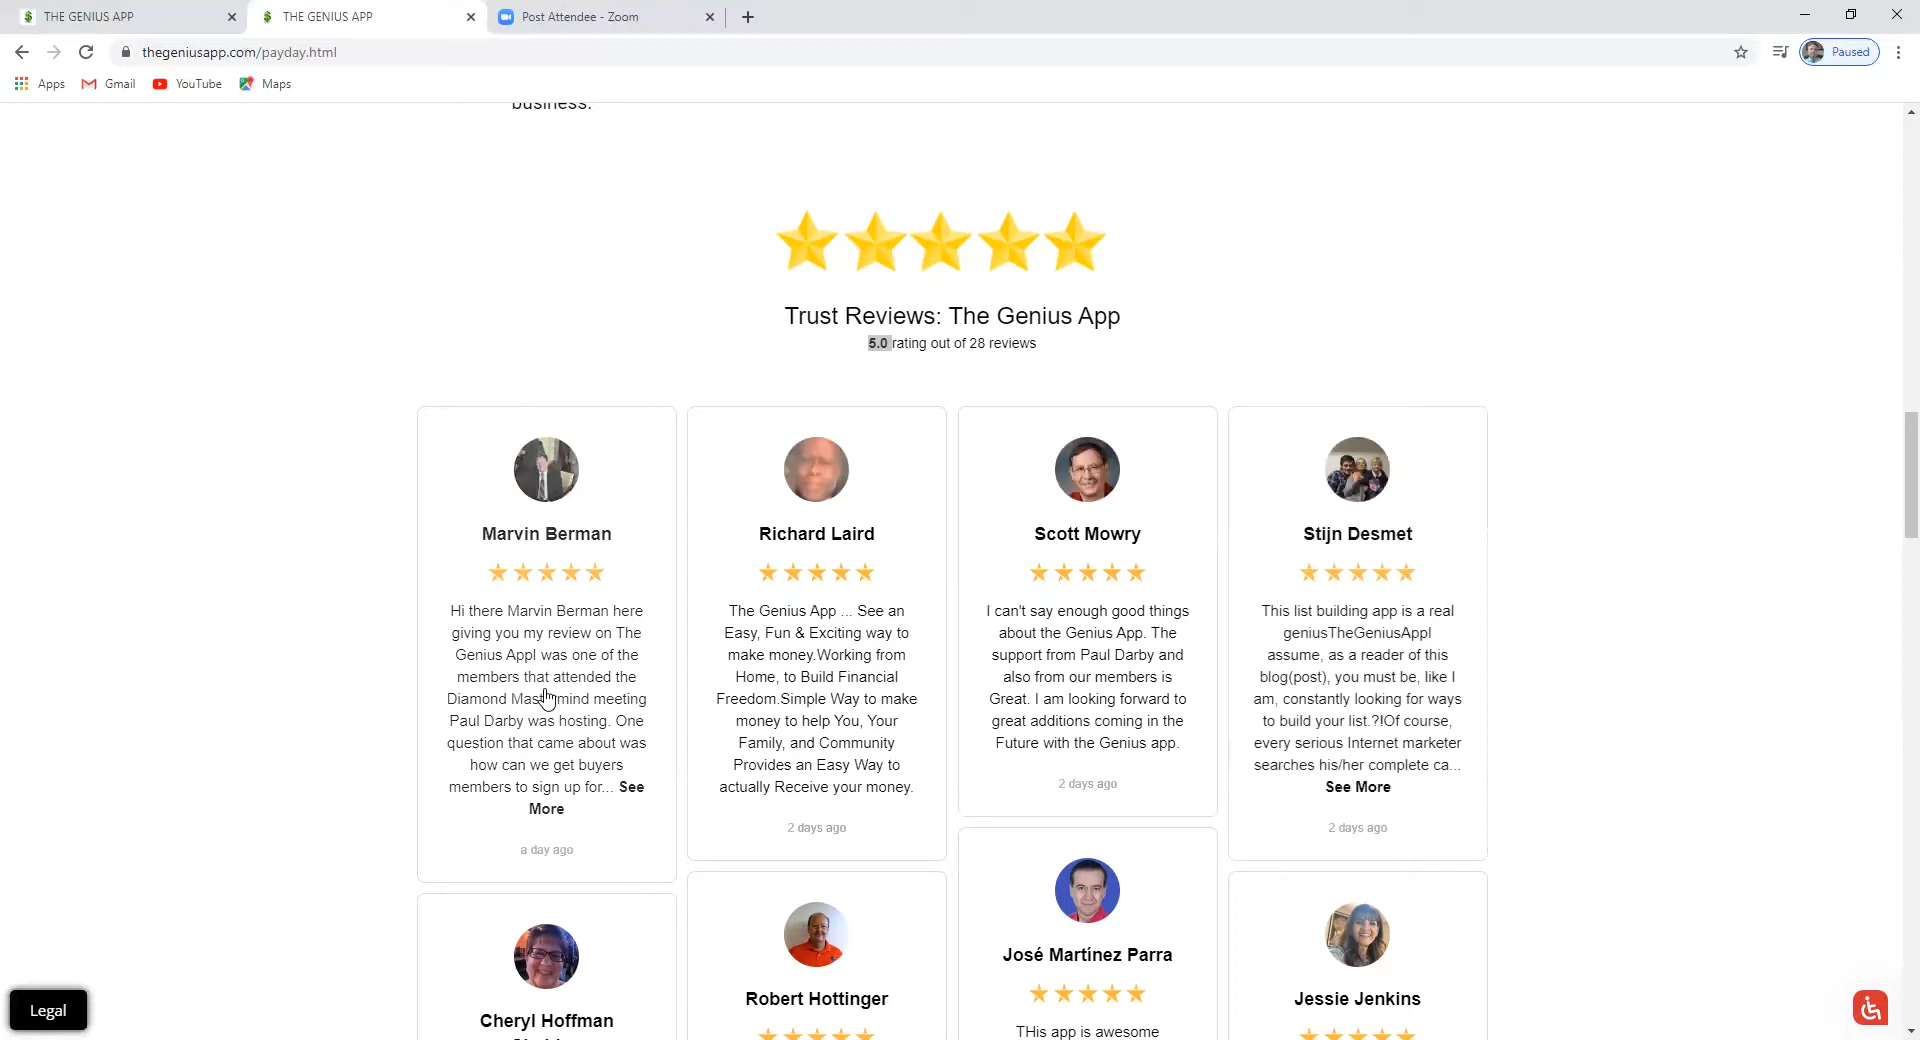 THE GENIUS APP
THE GENIUS APP
Post Attendee - Zoom
thegeniusapp.com/payday.html
Paused
Apps
Gmail
YouTube
Maps
business.
Trust Reviews: The Genius App
5.0 rating out of 28 reviews
Marvin Berman
Hi there Marvin Berman here
giving you my review on The
Genius AppI was one of the
members that attended the
Diamond Mastermind meeting
Paul Darby was hosting. One
question that came about was
how can we get buyers
members to sign up for... See
More
a day ago
Richard Laird
The Genius App ... See an
Easy, Fun & Exciting way to
make money.Working from
Home, to Build Financial
Freedom.Simple Way to make
money to help You, Your
Family, and Community
Provides an Easy Way to
actually Receive your money.
2 days ago
Scott Mowry
I can't say enough good things
about the Genius App. The
support from Paul Darby and
also from our members is
Great. I am looking forward to
great additions coming in the
Future with the Genius app.
2 days ago
Stijn Desmet
This list building app is a real
geniusTheGeniusAppI
assume, as a reader of this
blog(post), you must be, like I
am, constantly looking for ways
to build your list.?!Of course,
every serious Internet marketer
searches his/her complete ca...
See More
2 days ago
Cheryl Hoffman
Robert Hottinger
José Martínez Parra
THis app is awesome
Jessie Jenkins
Legal